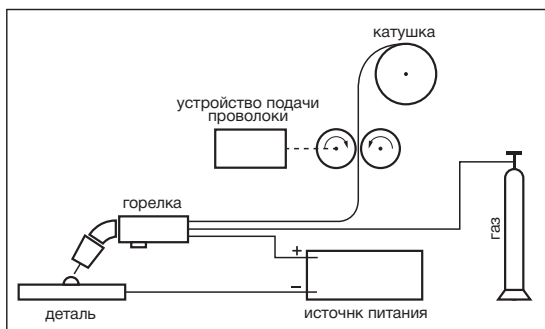 катушка
устройство подачи
проволоки
горелка
газ
+
–
деталь
источнк питания